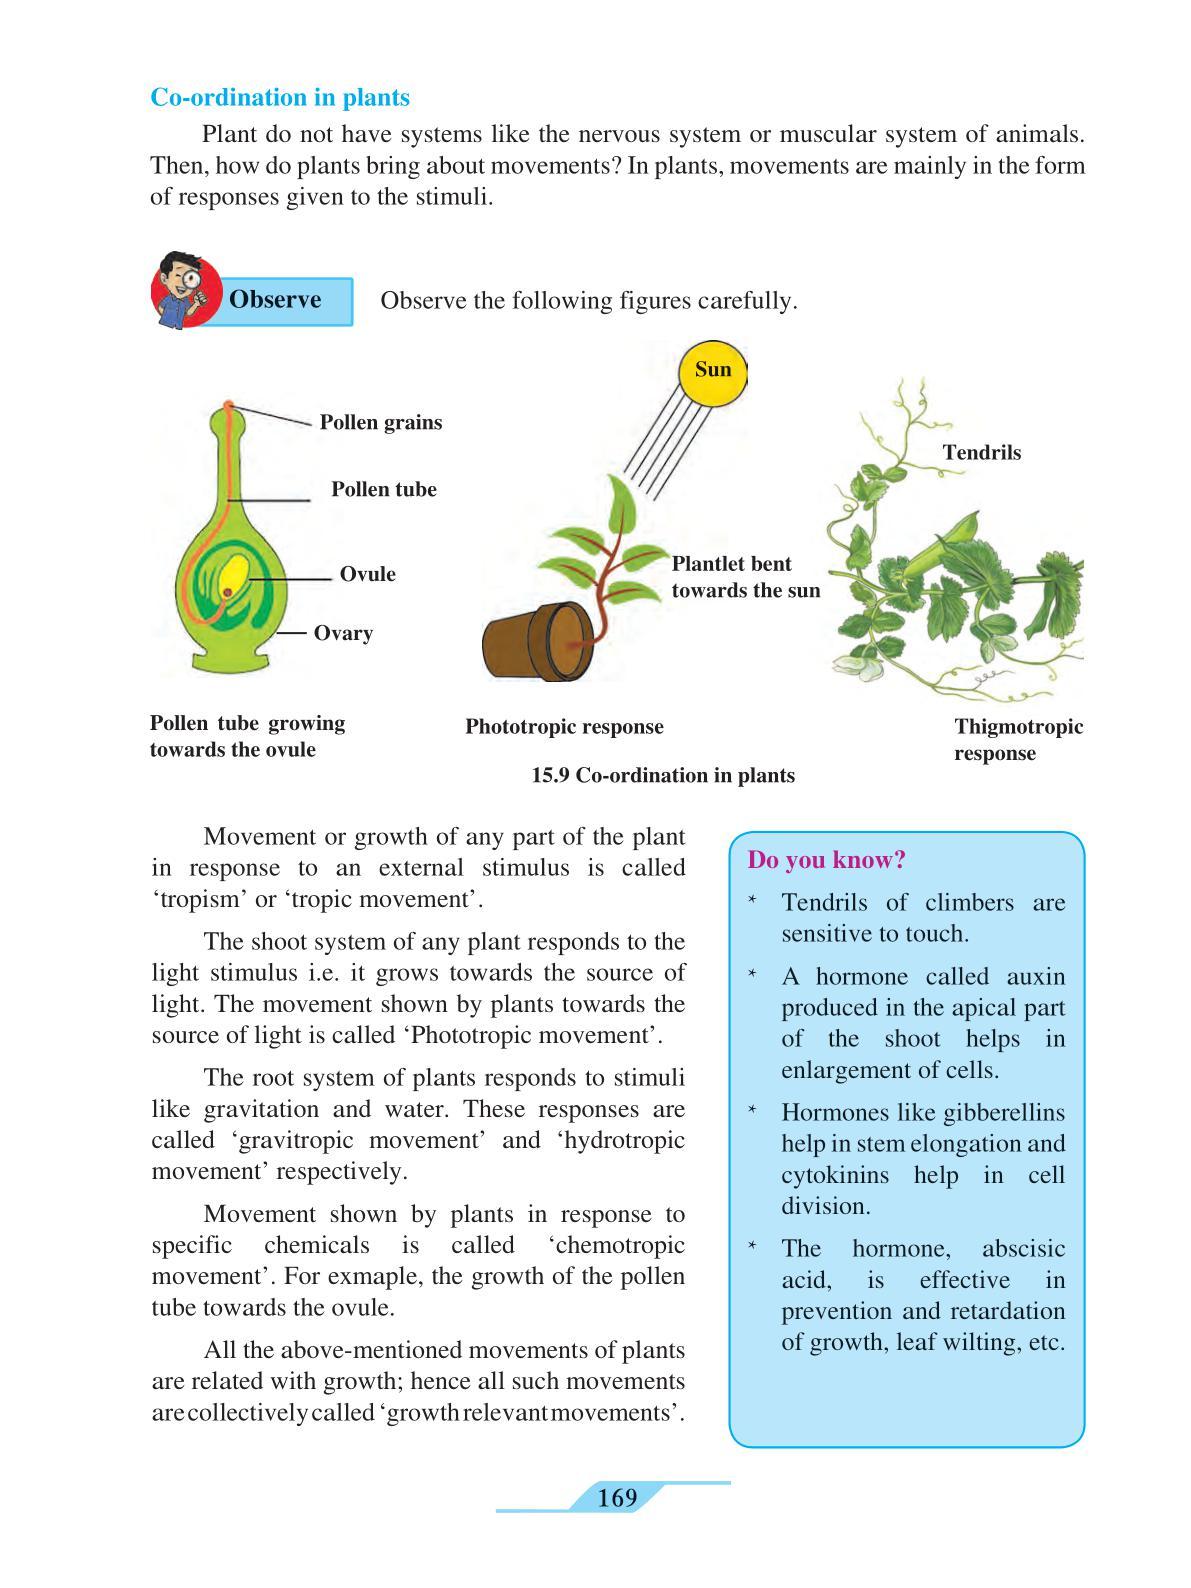 Co-ordination in plants
Plant do not have systems like the nervous system or muscular system of animals.
Then, how do plants bring about movements? In plants, movements are mainly in the form
of responses given to the stimuli.
Observe
Observe the following figures carefully.
Sun
Pollen grains
Pollen tube
Ovule
Ovary
Plantlet bent
towards the sun
Tendrils
Pollen tube growing
towards the ovule
Phototropic response
Thigmotropic
response
15.9 Co-ordination in plants
Movement or growth of any part of the plant
in response to an external stimulus is called
‘tropism’ or ‘tropic movement’.
The shoot system of any plant responds to the
light stimulus i.e. it grows towards the source of
light. The movement shown by plants towards the
source of light is called ‘Phototropic movement’.
The root system of plants responds to stimuli
like gravitation and water. These responses are
called ‘gravitropic movement’ and ‘hydrotropic
movement’ respectively.
Movement shown by plants in response to
specific chemicals is called ‘chemotropic
movement’. For exmaple, the growth of the pollen
tube towards the ovule.
All the above-mentioned movements of plants
are related with growth; hence all such movements
are collectively called ‘growth relevant movements’.
Do you know?
* Tendrils of climbers are
sensitive to touch.
* A hormone called auxin
produced in the apical part
of the shoot helps in
enlargement of cells.
* Hormones like gibberellins
help in stem elongation and
cytokinins help in cell
division.
* The hormone, abscisic
acid, is effective in
prevention and retardation
of growth, leaf wilting, etc.
169